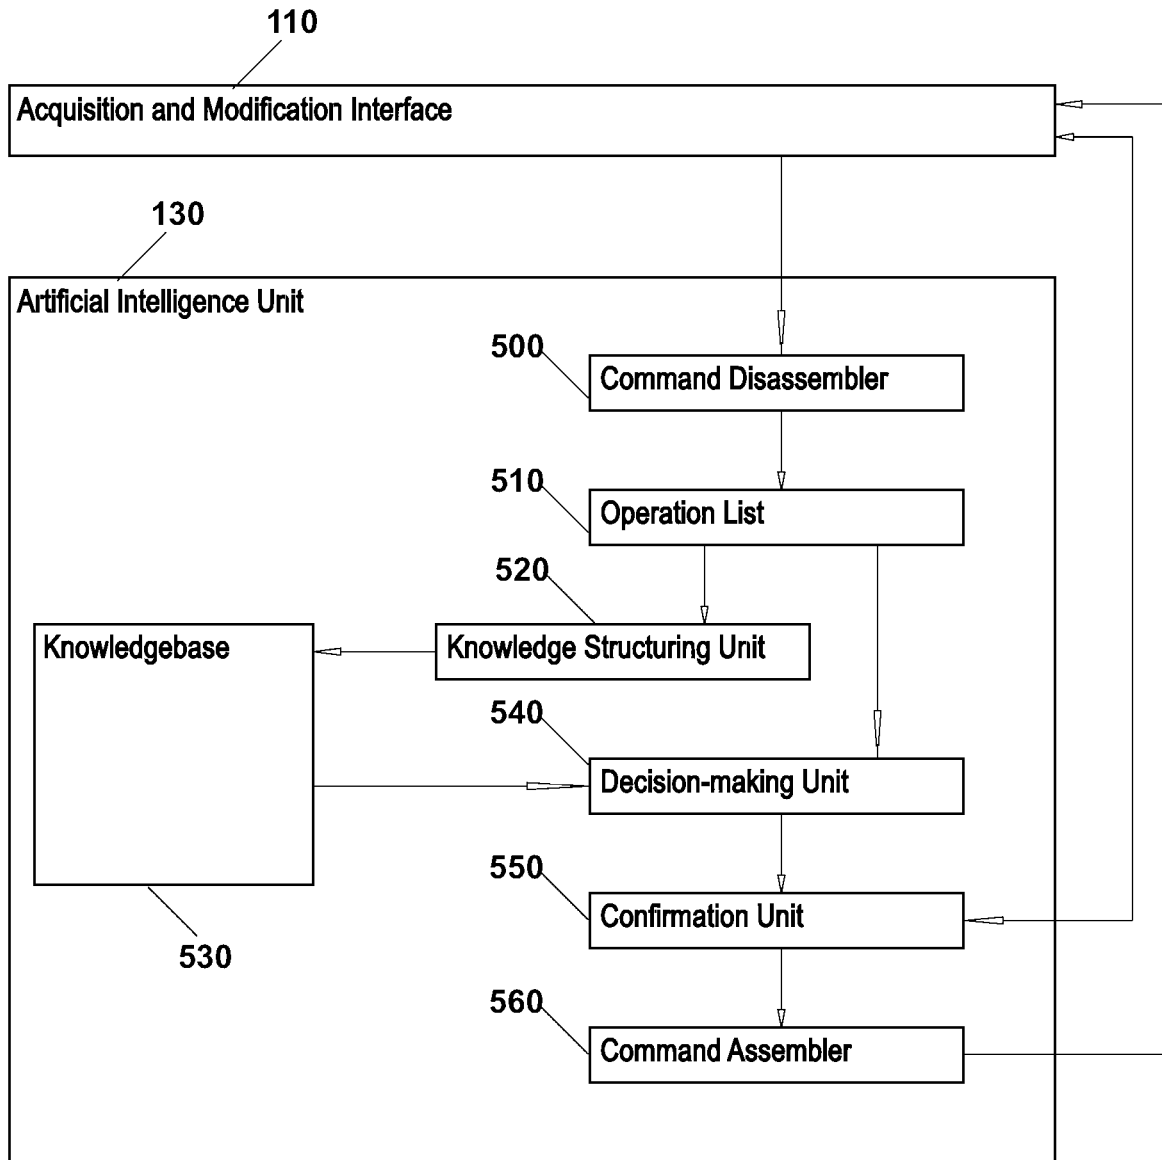 110
Acquisition and Modification Interface
130
Artificial Intelligence Unit
500
Command Disassembler
510
Operation List
520
Knowledgebase
Knowledge Structuring Unit
540
Decision-making Unit
550
Confirmation Unit
530
560
Command Assembler